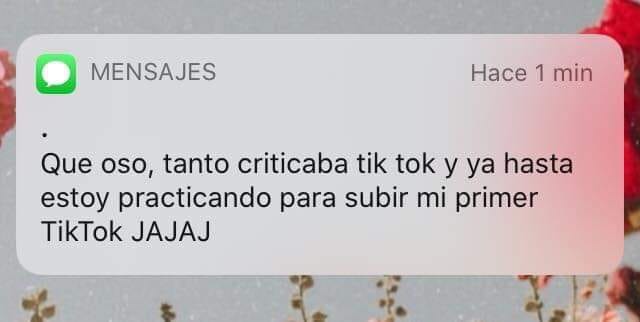 MENSAJES
Hace 1 min
.
Que oso, tanto criticaba tik tok y ya hasta
estoy practicando para subir mi primer
TikTok JAJAJ